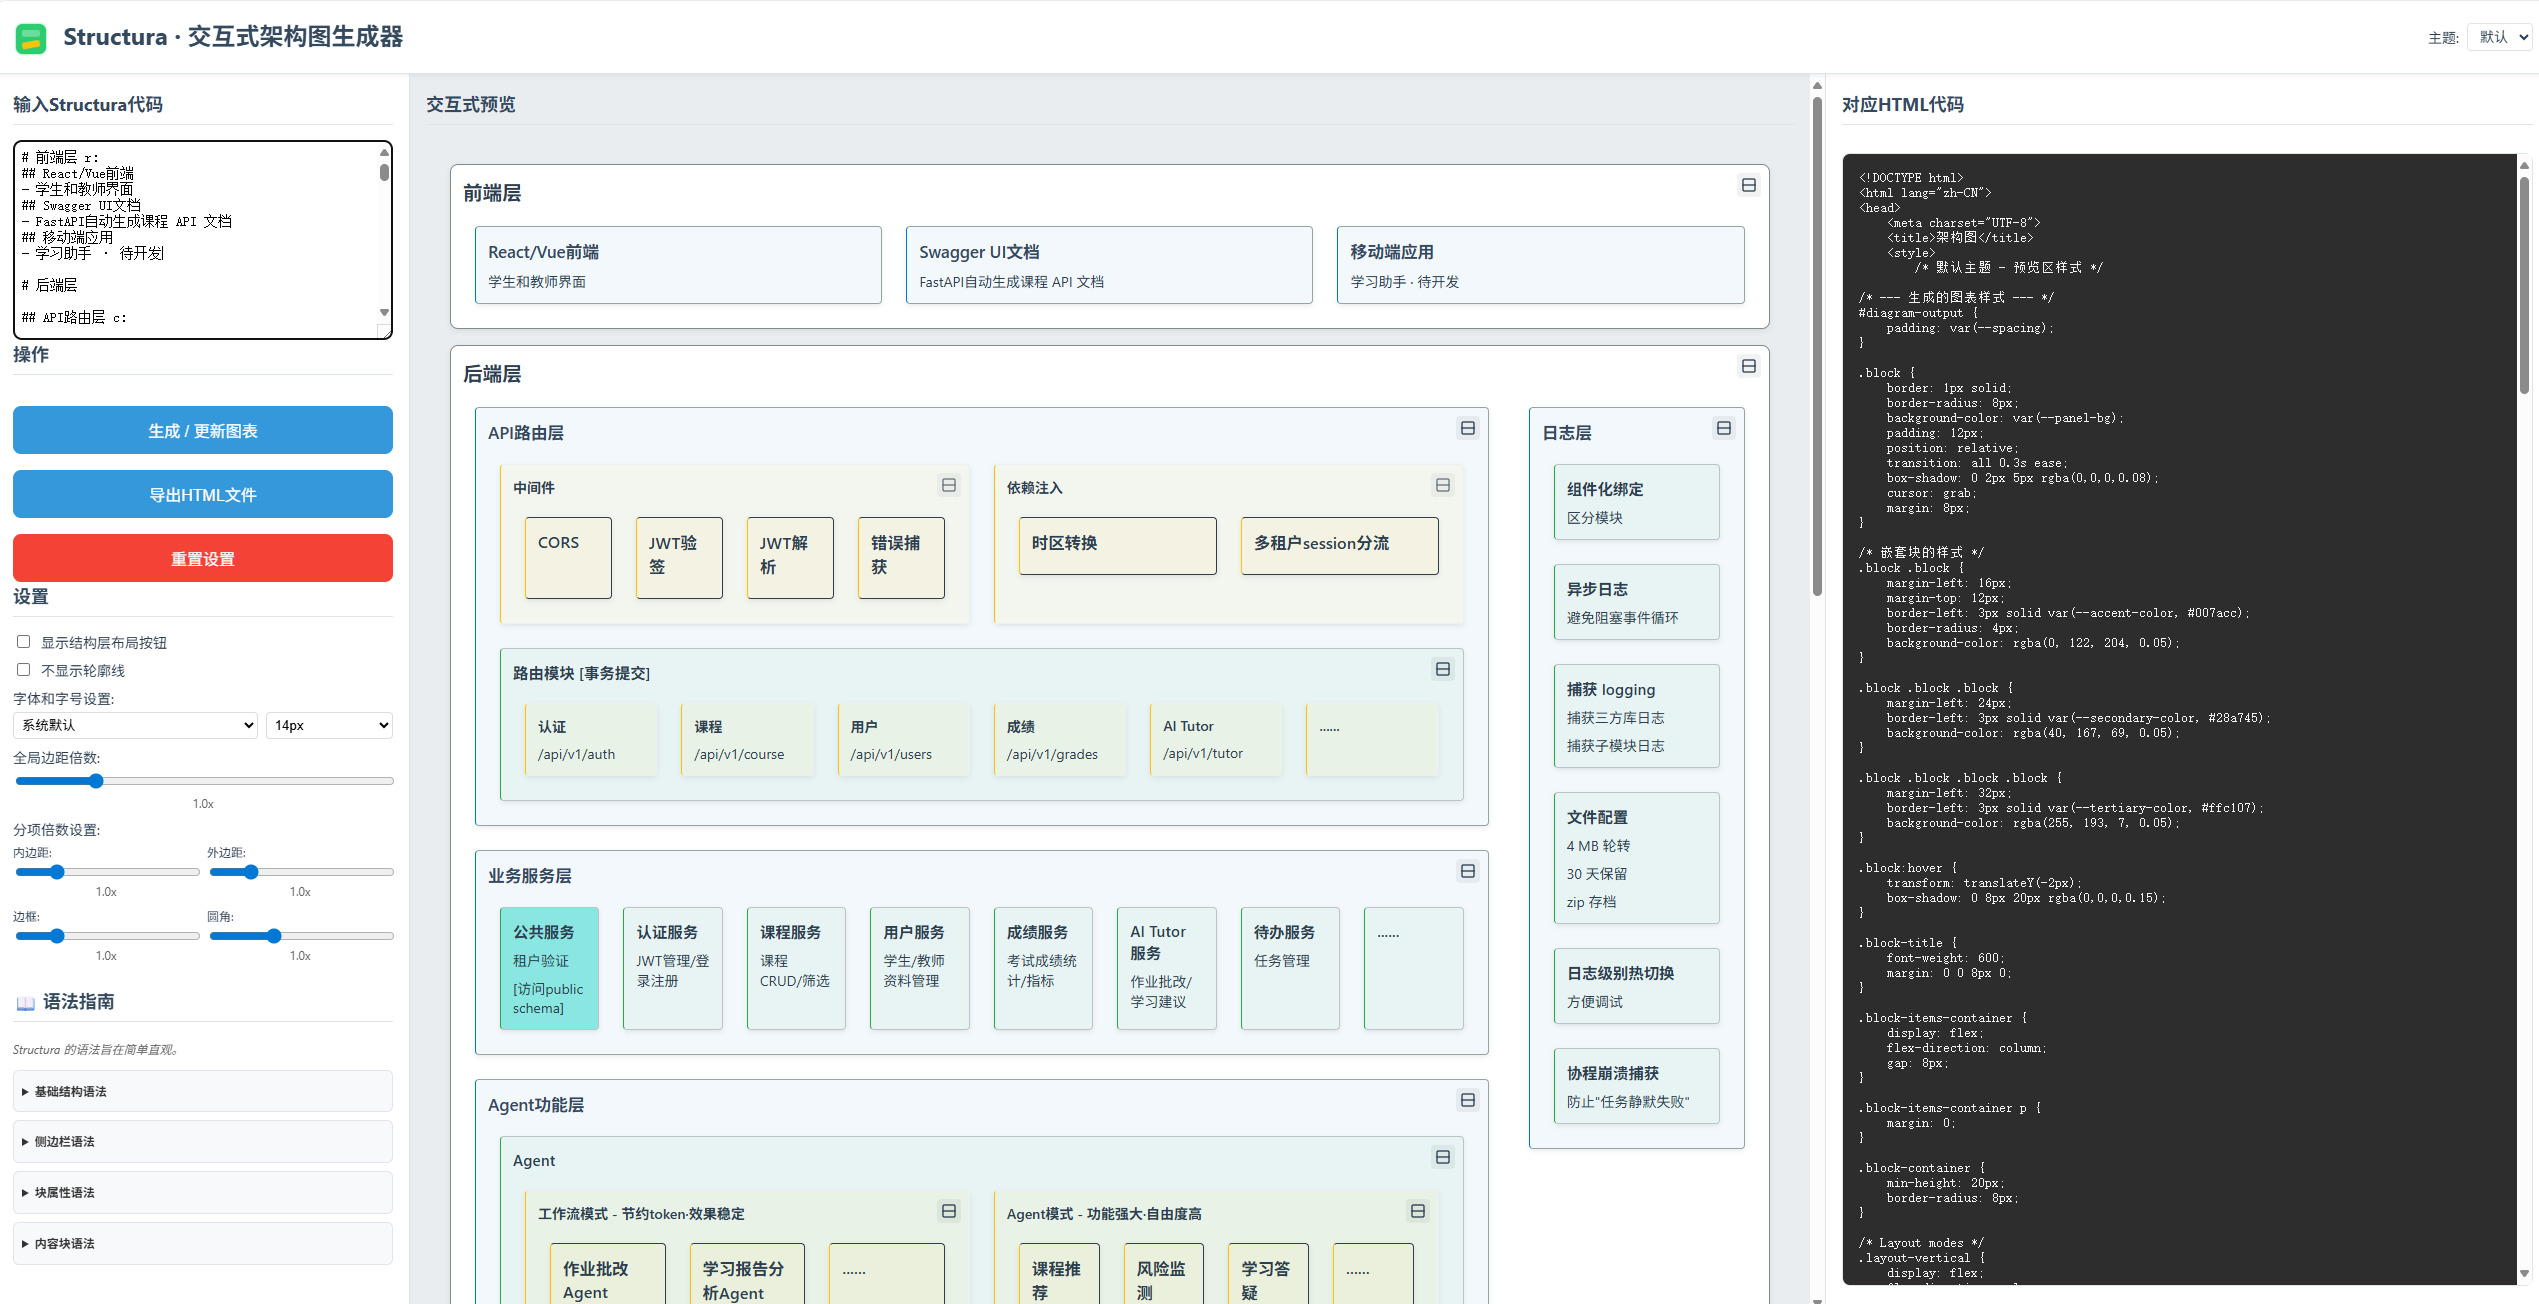 Structura · 交互式架构图生成器
主题:
默认
输入Structura代码
# 前端层 r:
## React/Vue前端
- 学生和教师界面
## Swagger UI文档
- FastAPI自动生成课程 API 文档
## 移动端应用
- 学习助手 · 待开发
# 后端层
## API路由层 c:
操作
生成 / 更新图表
导出HTML文件
重置设置
设置
显示结构层布局按钮
不显示轮廓线
字体和字号设置:
系统默认
14px
全局边距倍数:
1.0x
分项倍数设置:
内边距:
外边距:
1.0x
1.0x
边框:
圆角:
1.0x
1.0x
📖 语法指南
Structura 的语法旨在简单直观。
▶ 基础结构语法
▶ 侧边栏语法
▶ 块属性语法
▶ 内容块语法
交互式预览
前端层
React/Vue前端
学生和教师界面
Swagger UI文档
FastAPI自动生成课程 API 文档
移动端应用
学习助手 · 待开发
后端层
API路由层
中间件
CORS
JWT验
签
JWT解
析
错误捕
获
依赖注入
时区转换
多租户session分流
路由模块 [事务提交]
认证
/api/v1/auth
课程
/api/v1/course
用户
/api/v1/users
成绩
/api/v1/grades
AI Tutor
/api/v1/tutor
......
业务服务层
公共服务
租户验证
[访问public
schema]
认证服务
JWT管理/登
录注册
课程服务
课程
CRUD/筛选
用户服务
学生/教师
资料管理
成绩服务
考试成绩统
计/指标
AI Tutor
服务
作业批改/
学习建议
待办服务
任务管理
......
Agent功能层
Agent
工作流模式 - 节约token·效果稳定
作业批改
Agent
学习报告分
析Agent
......
Agent模式 - 功能强大·自由度高
课程推
荐
风险监
测
学习答
疑
......
日志层
组件化绑定
区分模块
异步日志
避免阻塞事件循环
捕获 logging
捕获三方库日志
捕获子模块日志
文件配置
4 MB 轮转
30 天保留
zip 存档
日志级别热切换
方便调试
协程崩溃捕获
防止"任务静默失败"
对应HTML代码
<!DOCTYPE html>
<html lang="zh-CN">
<head>
<meta charset="UTF-8">
<title>架构图</title>
<style>
/* 默认主题 - 预览区样式 */
/* --- 生成的图表样式 --- */
#diagram-output {
padding: var(--spacing);
}
.block {
border: 1px solid;
border-radius: 8px;
background-color: var(--panel-bg);
padding: 12px;
position: relative;
transition: all 0.3s ease;
box-shadow: 0 2px 5px rgba(0,0,0,0.08);
cursor: grab;
margin: 8px;
}
/* 嵌套块的样式 */
.block .block {
margin-left: 16px;
margin-top: 12px;
border-left: 3px solid var(--accent-color, #007acc);
border-radius: 4px;
background-color: rgba(0, 122, 204, 0.05);
}
.block .block .block {
margin-left: 24px;
border-left: 3px solid var(--secondary-color, #28a745);
background-color: rgba(40, 167, 69, 0.05);
}
.block .block .block .block {
margin-left: 32px;
border-left: 3px solid var(--tertiary-color, #ffc107);
background-color: rgba(255, 193, 7, 0.05);
}
.block:hover {
transform: translateY(-2px);
box-shadow: 0 8px 20px rgba(0,0,0,0.15);
}
.block-title {
font-weight: 600;
margin: 0 0 8px 0;
}
.block-items-container {
display: flex;
flex-direction: column;
gap: 8px;
}
.block-items-container p {
margin: 0;
}
.block-container {
min-height: 20px;
border-radius: 8px;
}
/* Layout modes */
.layout-vertical {
display: flex;